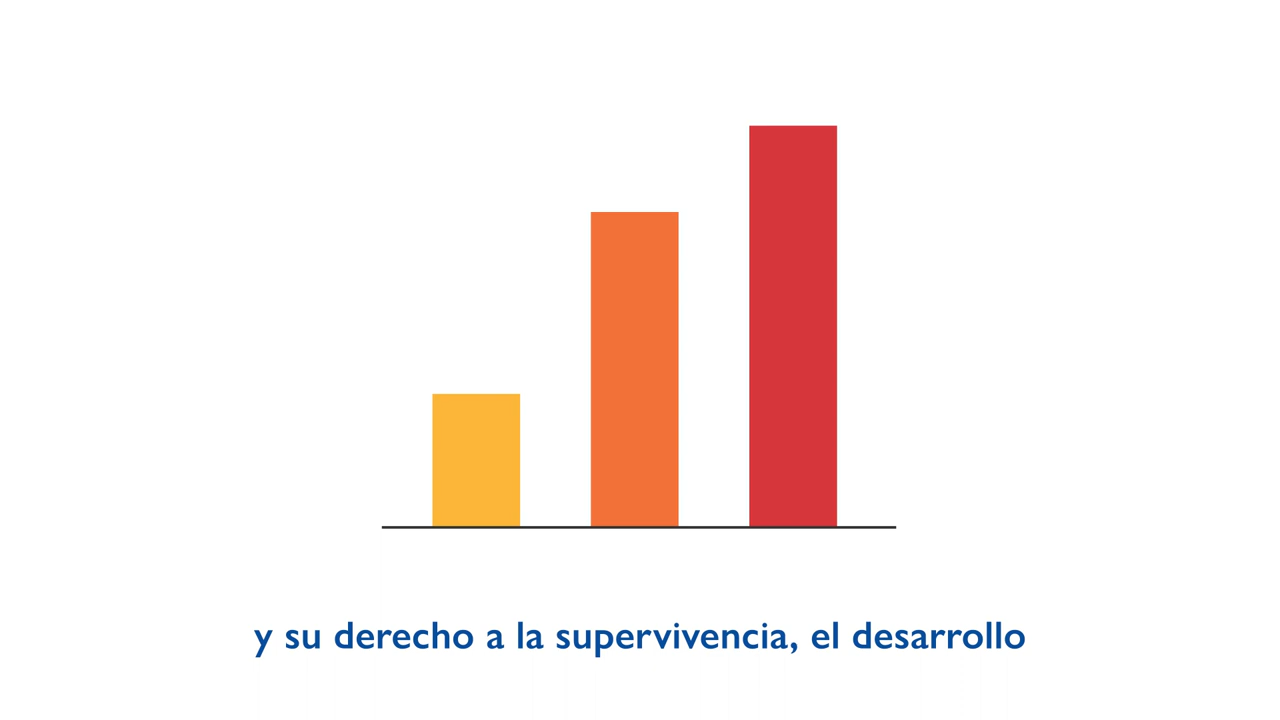 y su derecho a la supervivencia, el desarrollo